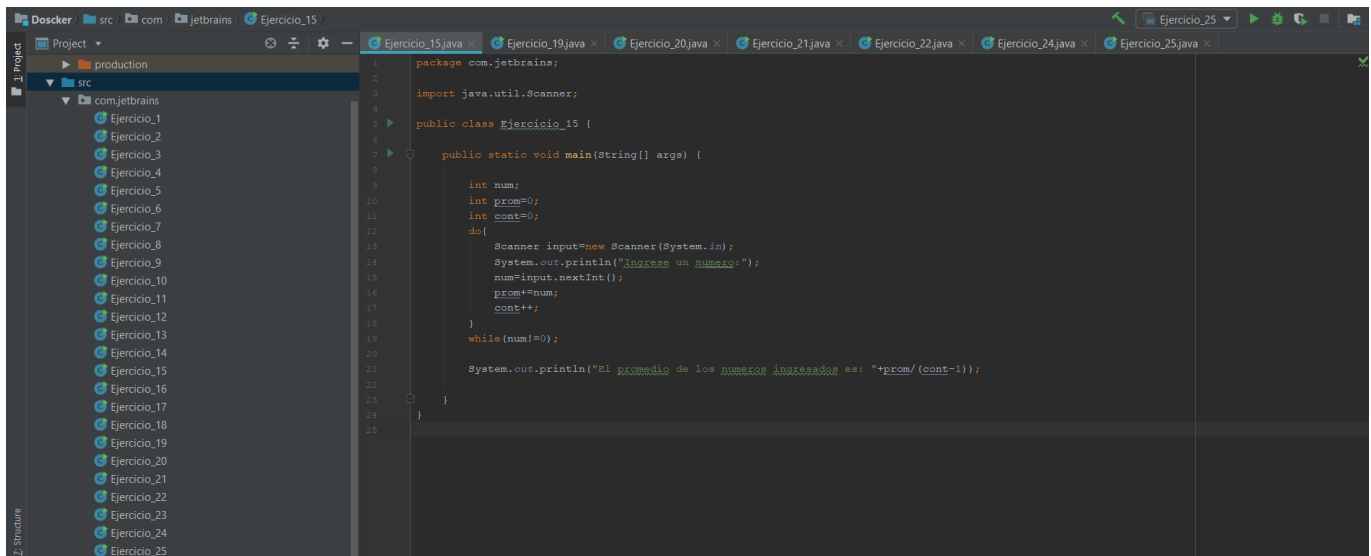 Doscker src com jetbrains Ejercicio_15 Ejercicio_25
1: Project
Project
Ejercicio_15.java Ejercicio_19.java Ejercicio_20.java Ejercicio_21.java Ejercicio_22.java Ejercicio_24.java Ejercicio_25.java
production
src
com.jetbrains
Ejercicio_1
Ejercicio_2
Ejercicio_3
Ejercicio_4
Ejercicio_5
Ejercicio_6
Ejercicio_7
Ejercicio_8
Ejercicio_9
Ejercicio_10
Ejercicio_11
Ejercicio_12
Ejercicio_13
Ejercicio_14
Ejercicio_15
Ejercicio_16
Ejercicio_17
Ejercicio_18
Ejercicio_19
Ejercicio_20
Ejercicio_21
Ejercicio_22
Ejercicio_23
Ejercicio_24
Ejercicio_25
7: Structure
1 package com.jetbrains;
2
3 import java.util.Scanner;
4
5 public class Ejercicio_15 {
6
7 public static void main(String[] args) {
8
9 int num;
10 int prom=0;
11 int cont=0;
12 do{
13 Scanner input=new Scanner(System.in);
14 System.out.println("Ingrese un numero:");
15 num=input.nextInt();
16 prom+=num;
17 cont++;
18 }
19 while(num!=0);
20
21 System.out.println("El promedio de los numeros ingresados es: "+prom/(cont-1));
22
23 }
24 }
25